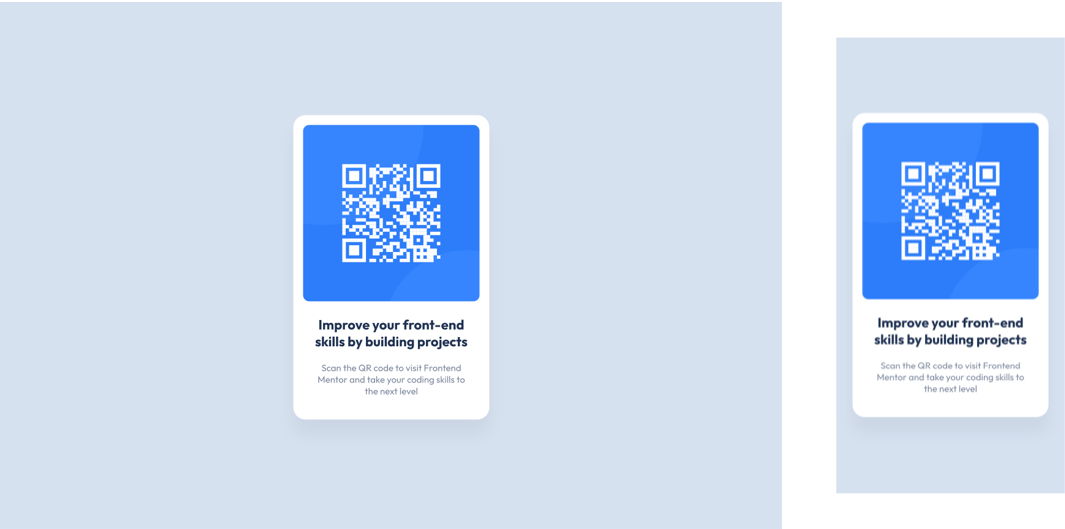 Improve your front-end
skills by building projects
Scan the QR code to visit Frontend
Mentor and take your coding skills to
the next level
Improve your front-end
skills by building projects
Scan the QR code to visit Frontend
Mentor and take your coding skills to
the next level